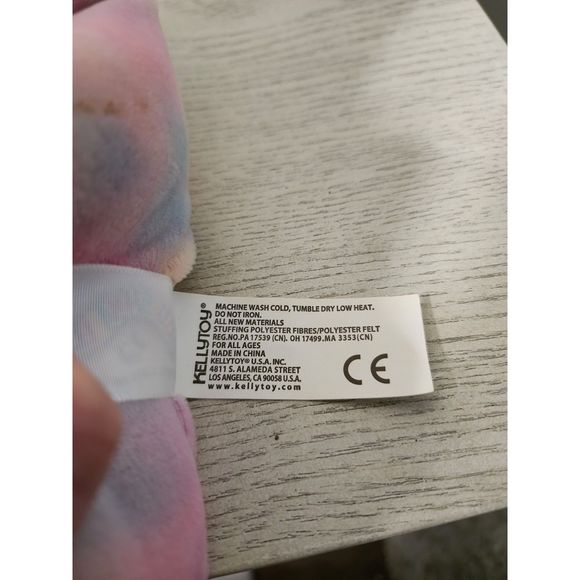 KELLYTOY®
MACHINE WASH COLD, TUMBLE DRY LOW HEAT.
DO NOT IRON.
ALL NEW MATERIALS
STUFFING POLYESTER FIBRES/POLYESTER FELT
REG.NO.PA 17539 (CN). OH 17499.MA 3353(CN)
FOR ALL AGES
MADE IN CHINA
KELLYTOY® U.S.A. INC.
4811 S. ALAMEDA STREET
LOS ANGELES, CA 90058 U.S.A.
www.kellytoy.com
CE